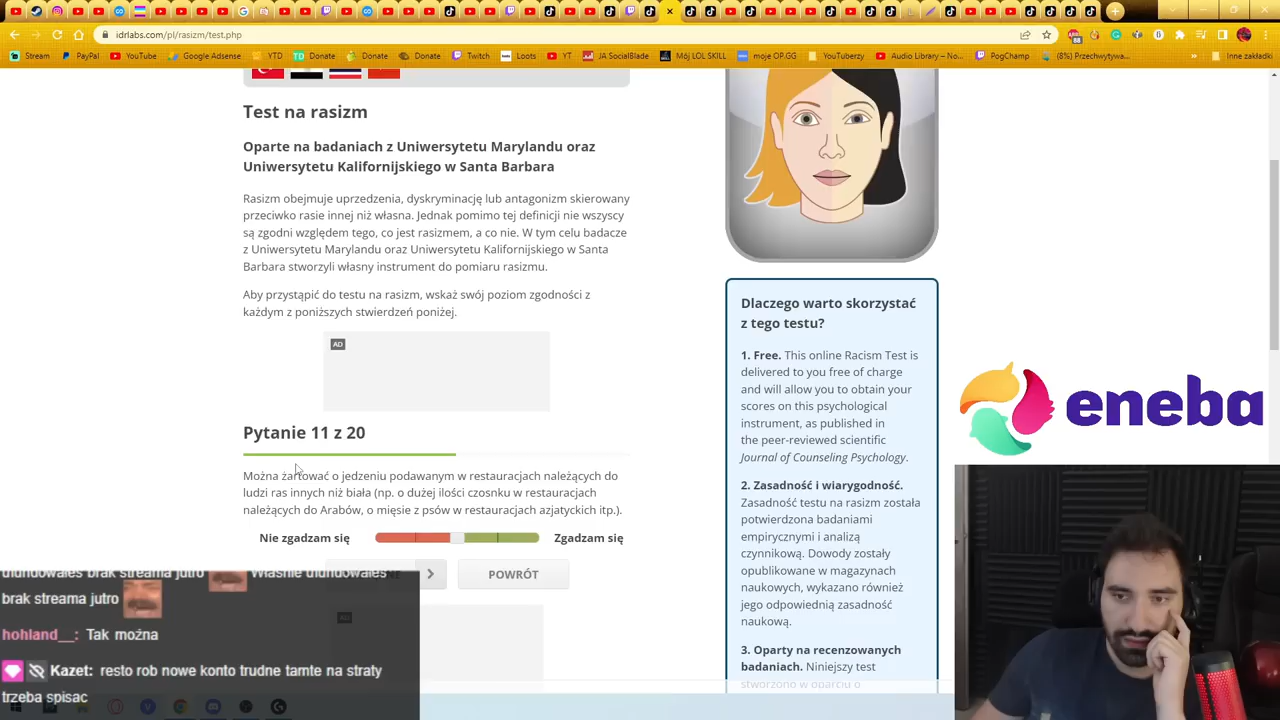 idrlabs.com/pl/rasizm/test.php
Stream
PayPal
YouTube
Google Adsense
YTD
Donate
Donate
Donate
Twitch
Loots
YT
JA SocialBlade
Mój LOL SKILL
moje OP.GG
YouTuberzy
Audio Library – No...
PogChamp
(8%) Przechwytywa...
Inne zakładki
Test na rasizm
Oparte na badaniach z Uniwersytetu Marylandu oraz
Uniwersytetu Kalifornijskiego w Santa Barbara
Rasizm obejmuje uprzedzenia, dyskryminację lub antagonizm skierowany
przeciwko rasie innej niż własna. Jednak pomimo tej definicji nie wszyscy
są zgodni względem tego, co jest rasizmem, a co nie. W tym celu badacze
z Uniwersytetu Marylandu oraz Uniwersytetu Kalifornijskiego w Santa
Barbara stworzyli własny instrument do pomiaru rasizmu.
Aby przystąpić do testu na rasizm, wskaż swój poziom zgodności z
każdym z poniższych stwierdzeń poniżej.
AD
Pytanie 11 z 20
Można żartować o jedzeniu podawanym w restauracjach należących do
ludzi ras innych niż biała (np. o dużej ilości czosnku w restauracjach
należących do Arabów, o mięsie z psów w restauracjach azjatyckich itp.).
Nie zgadzam się
Zgadzam się
POWRÓT
brak streama jutro
Właśnie
brak streama jutro
hohland__: Tak można
Kazet: resto rob nowe konto trudne tamte na straty
trzeba spisac
Dlaczego warto skorzystać
z tego testu?
1. Free. This online Racism Test is
delivered to you free of charge
and will allow you to obtain your
scores on this psychological
instrument, as published in
the peer-reviewed scientific
Journal of Counseling Psychology.
2. Zasadność i wiarygodność.
Zasadność testu na rasizm została
potwierdzona badaniami
empirycznymi i analizą
czynnikową. Dowody zostały
opublikowane w magazynach
naukowych, wykazano również
jego odpowiednią zasadność
naukową.
3. Oparty na recenzowanych
badaniach. Niniejszy test
stworzono w oparciu o
eneba